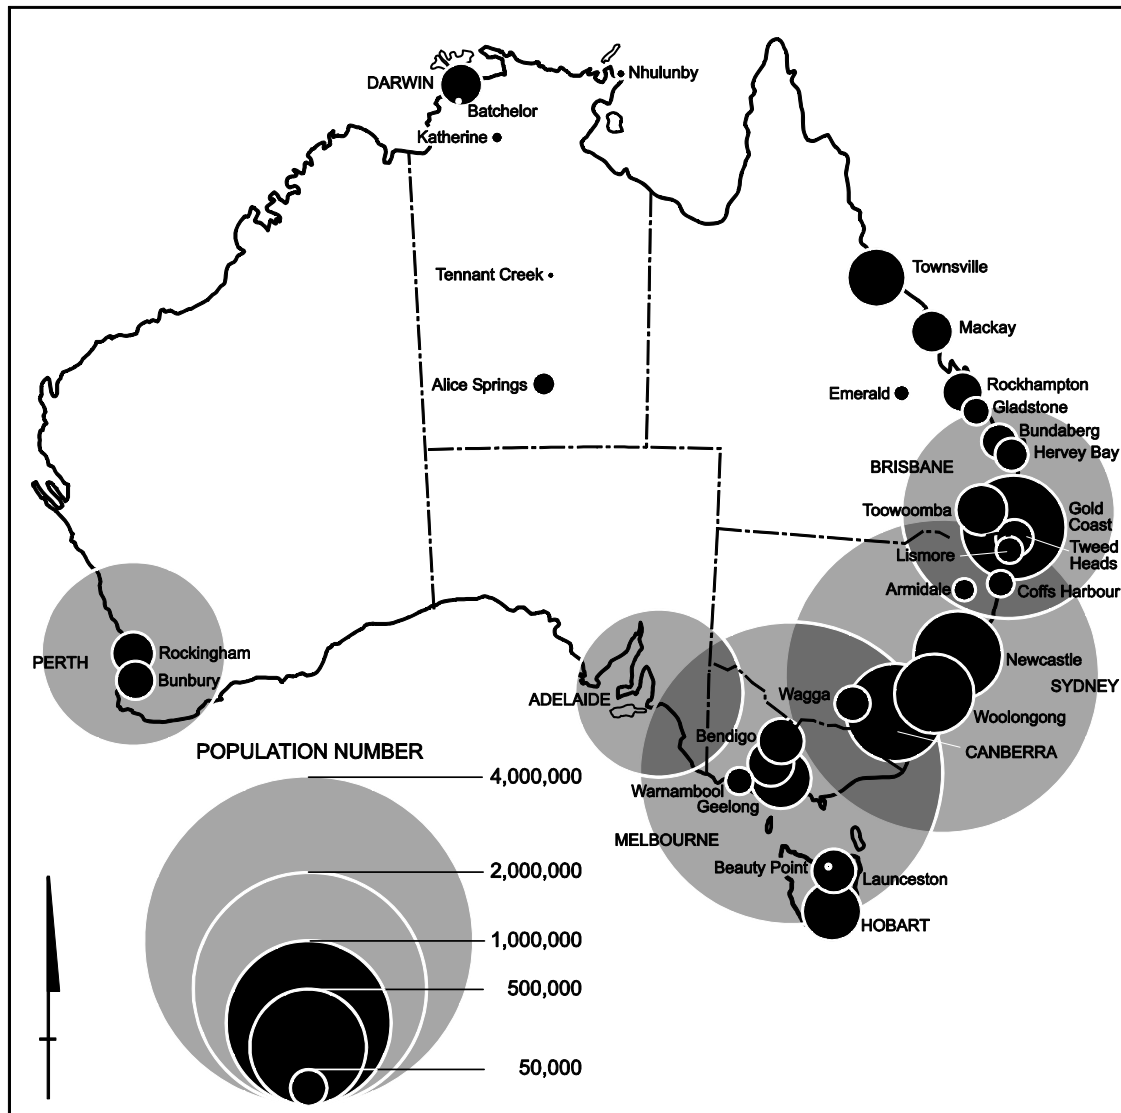 Nhulunby
DARWIN
Batchelor
Katherine
Townsville
Tennant Creek
Mackay
Alice Springs
Emerald
Rockhampton
Gladstone
Bundaberg
Hervey Bay
BRISBANE
Toowoomba
Gold
Coast
Lismore
Tweed
Heads
Armidale
Coffs Harbour
Rockingham
PERTH
Bunbury
Newcastle
SYDNEY
ADELAIDE
Wagga
Woolongong
Bendigo
CANBERRA
Warnambool
Geelong
MELBOURNE
Beauty Point
Launceston
HOBART
POPULATION NUMBER
4,000,000
2,000,000
1,000,000
500,000
50,000